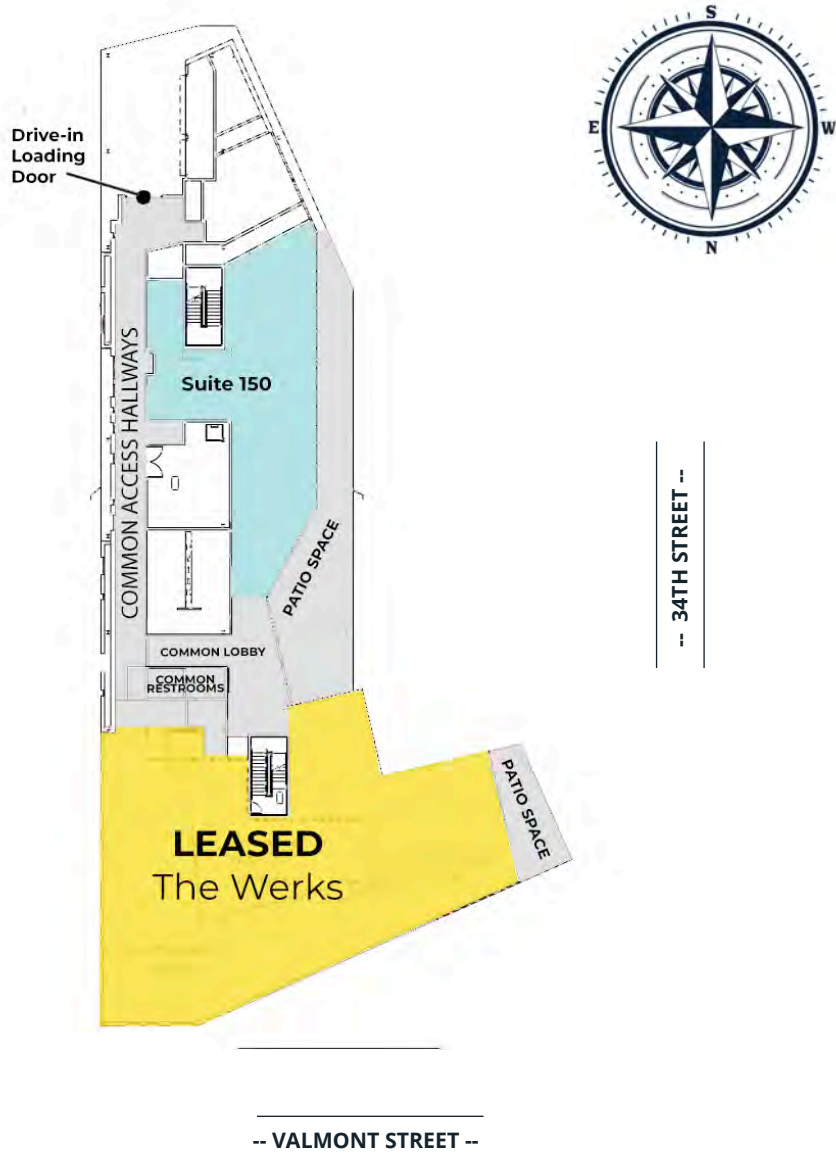 S
E
W
N
Drive-in
Loading
Door
COMMON ACCESS HALLWAYS
Suite 150
-- 34TH STREET --
PATIO SPACE
COMMON LOBBY
COMMON
RESTROOMS
PATIO SPACE
LEASED
The Werks
-- VALMONT STREET --